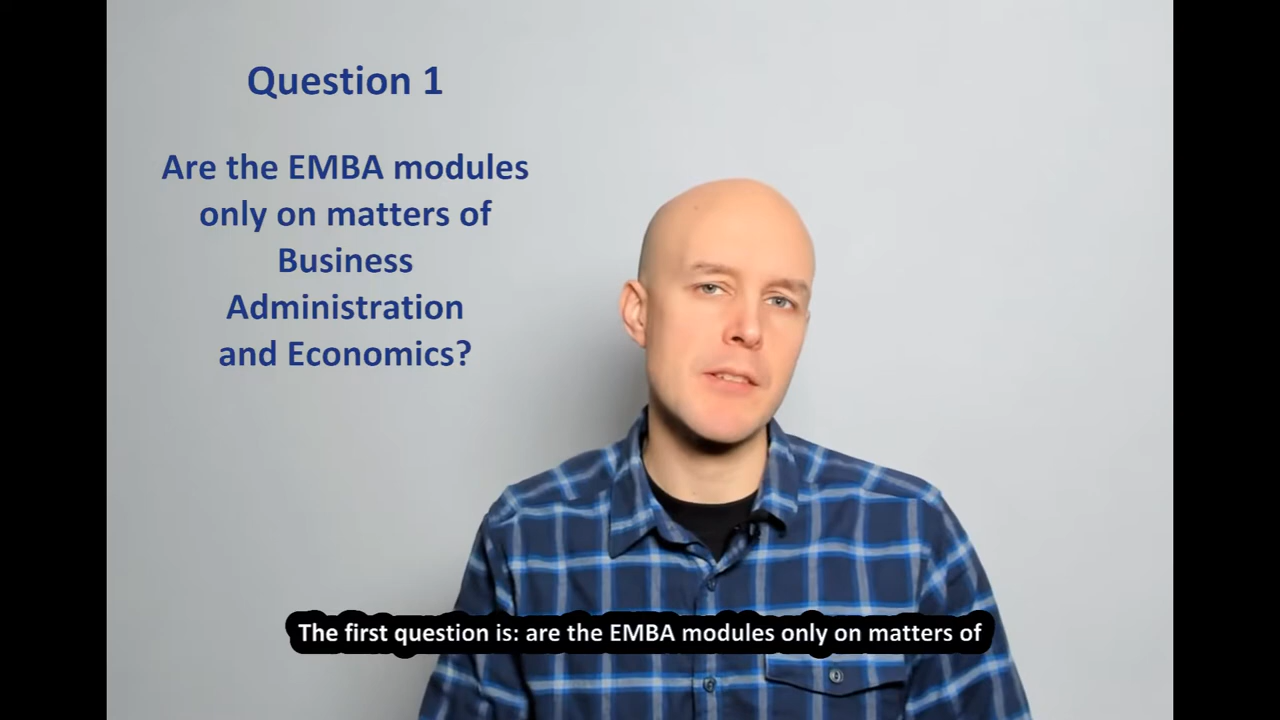 Question 1
Are the EMBA modules
only on matters of
Business
Administration
and Economics?
The first question is: are the EMBA modules only on matters of